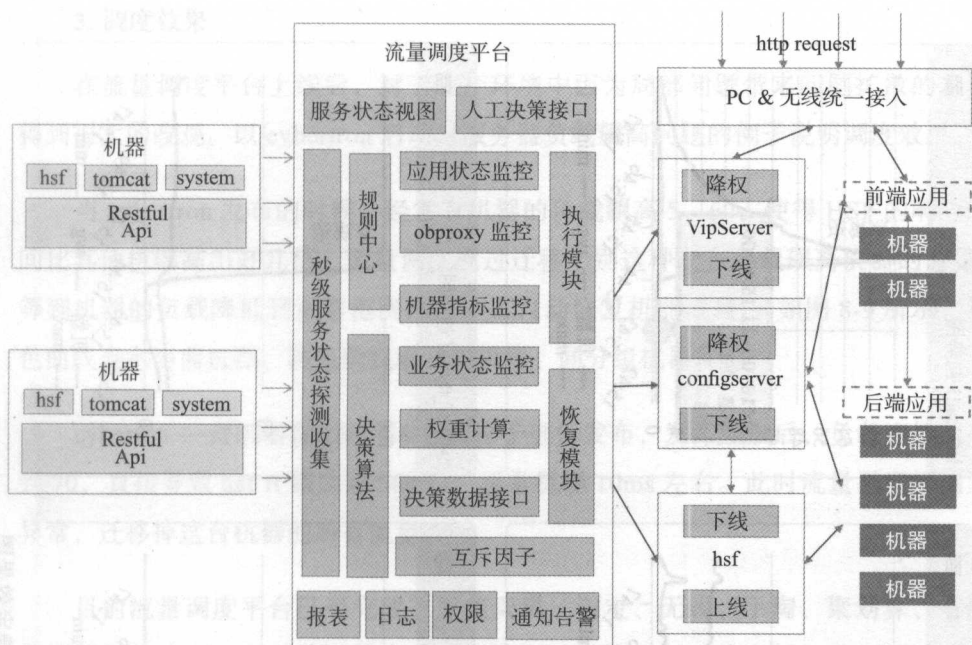 3. 调度效果
流量调度平台
服务状态视图
人工决策接口
机器
hsf
tomcat
system
Restful
Api
机器
hsf
tomcat
system
Restful
Api
秒级服务状态探测收集
规则中心
决策算法
应用状态监控
obproxy 监控
机器指标监控
业务状态监控
权重计算
决策数据接口
互斥因子
执行模块
恢复模块
报表
日志
权限
通知告警
http request
PC & 无线统一接入
降权
VipServer
下线
降权
configserver
下线
下线
hsf
上线
前端应用
机器
机器
后端应用
机器
机器
机器
机器